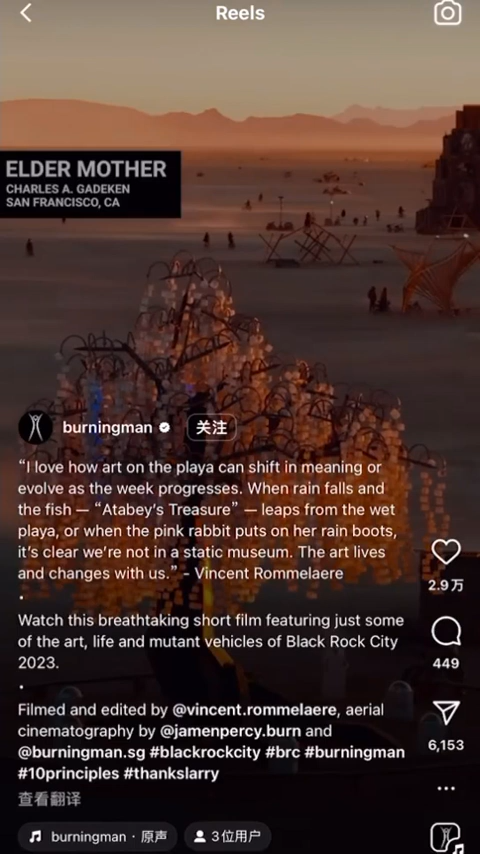 Reels
ELDER MOTHER
CHARLES A. GADEKEN
SAN FRANCISCO, CA
burningman
关注
“I love how art on the playa can shift in meaning or
evolve as the week progresses. When rain falls and
the fish — “Atabey’s Treasure” — leaps from the wet
playa, or when the pink rabbit puts on her rain boots,
it’s clear we’re not in a static museum. The art lives
and changes with us.” - Vincent Rommelaere
•
Watch this breathtaking short film featuring just some
of the art, life and mutant vehicles of Black Rock City
2023.
•
Filmed and edited by @vincent.rommelaere, aerial
cinematography by @jamenpercy.burn and
@burningman.sg #blackrockcity #brc #burningman
#10principles #thankslarry
查看翻译
burningman · 原声
3位用户
2.9万
449
6,153